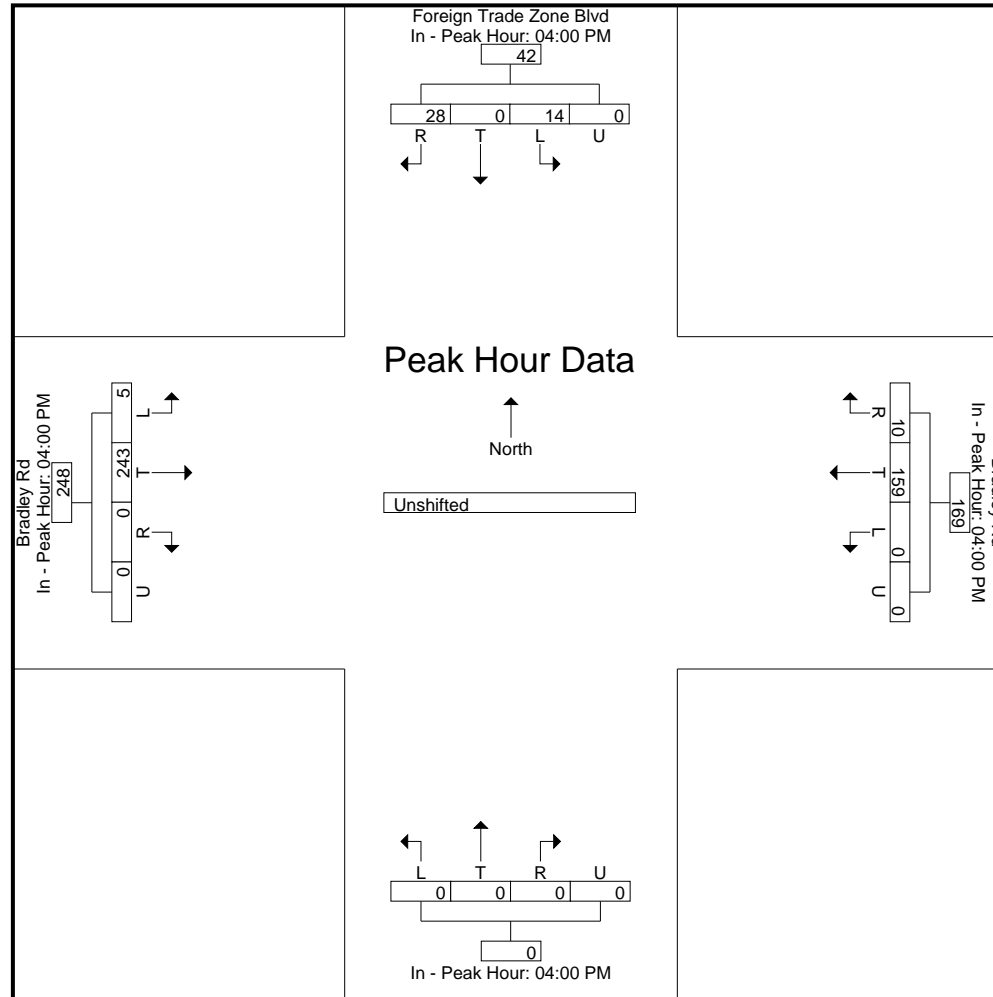 Foreign Trade Zone Blvd
In - Peak Hour: 04:00 PM
42
28 0 14 0
R T L U
Peak Hour Data
North
Unshifted
Bradley Rd
In - Peak Hour: 04:00 PM
248
5 243 0 0
L T R U
In - Peak Hour: 04:00 PM
169
10 159 0 0
R T L U
L T R U
0 0 0 0
0
In - Peak Hour: 04:00 PM